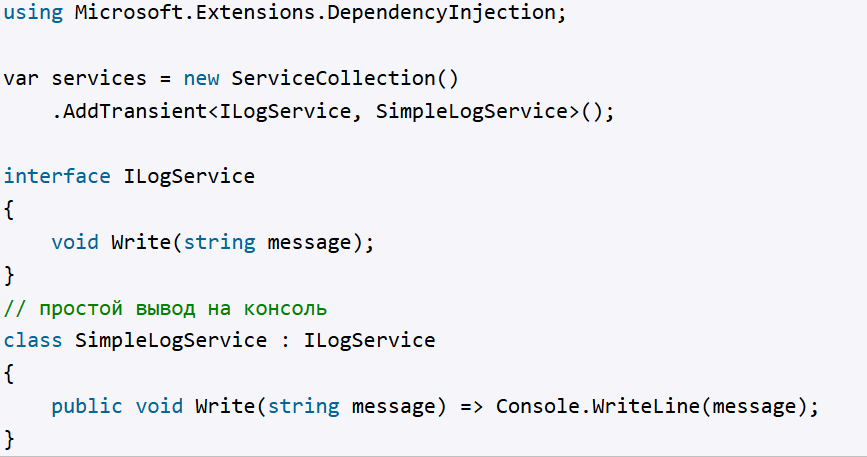 using Microsoft.Extensions.DependencyInjection;
var services = new ServiceCollection()
    .AddTransient<ILogService, SimpleLogService>();
interface ILogService
{
    void Write(string message);
}
// простой вывод на консоль
class SimpleLogService : ILogService
{
    public void Write(string message) => Console.WriteLine(message);
}